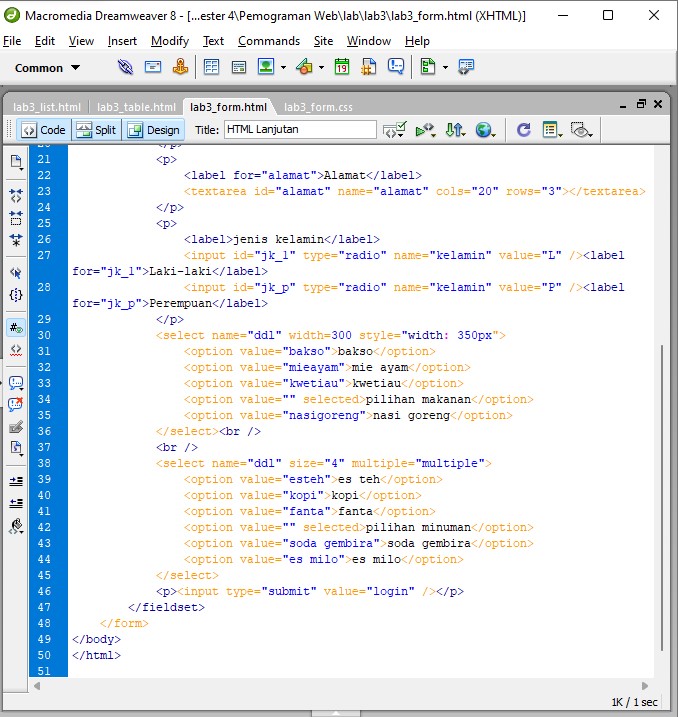 Macromedia Dreamweaver 8 - [...ester 4\Pemograman Web\lab\lab3\lab3_form.html (XHTML)]
File Edit View Insert Modify Text Commands Site Window Help
Common
lab3_list.html lab3_table.html lab3_form.html lab3_form.css
Code Split Design Title: HTML Lanjutan
20 </p>
21 <p>
22 <label for="alamat">Alamat</label>
23 <textarea id="alamat" name="alamat" cols="20" rows="3"></textarea>
24 </p>
25 <p>
26 <label>jenis kelamin</label>
27 <input id="jk_l" type="radio" name="kelamin" value="L" /><label
for="jk_l">Laki-laki</label>
28 <input id="jk_p" type="radio" name="kelamin" value="P" /><label
for="jk_p">Perempuan</label>
29 </p>
30 <select name="ddl" width=300 style="width: 350px">
31 <option value="bakso">bakso</option>
32 <option value="mieayam">mie ayam</option>
33 <option value="kwetiau">kwetiau</option>
34 <option value="" selected>pilihan makanan</option>
35 <option value="nasigoreng">nasi goreng</option>
36 </select><br />
37 <br />
38 <select name="ddl" size="4" multiple="multiple">
39 <option value="esteh">es teh</option>
40 <option value="kopi">kopi</option>
41 <option value="fanta">fanta</option>
42 <option value="" selected>pilihan minuman</option>
43 <option value="soda gembira">soda gembira</option>
44 <option value="es milo">es milo</option>
45 </select>
46 <p><input type="submit" value="login" /></p>
47 </fieldset>
48 </form>
49 </body>
50 </html>
51
1K / 1 sec